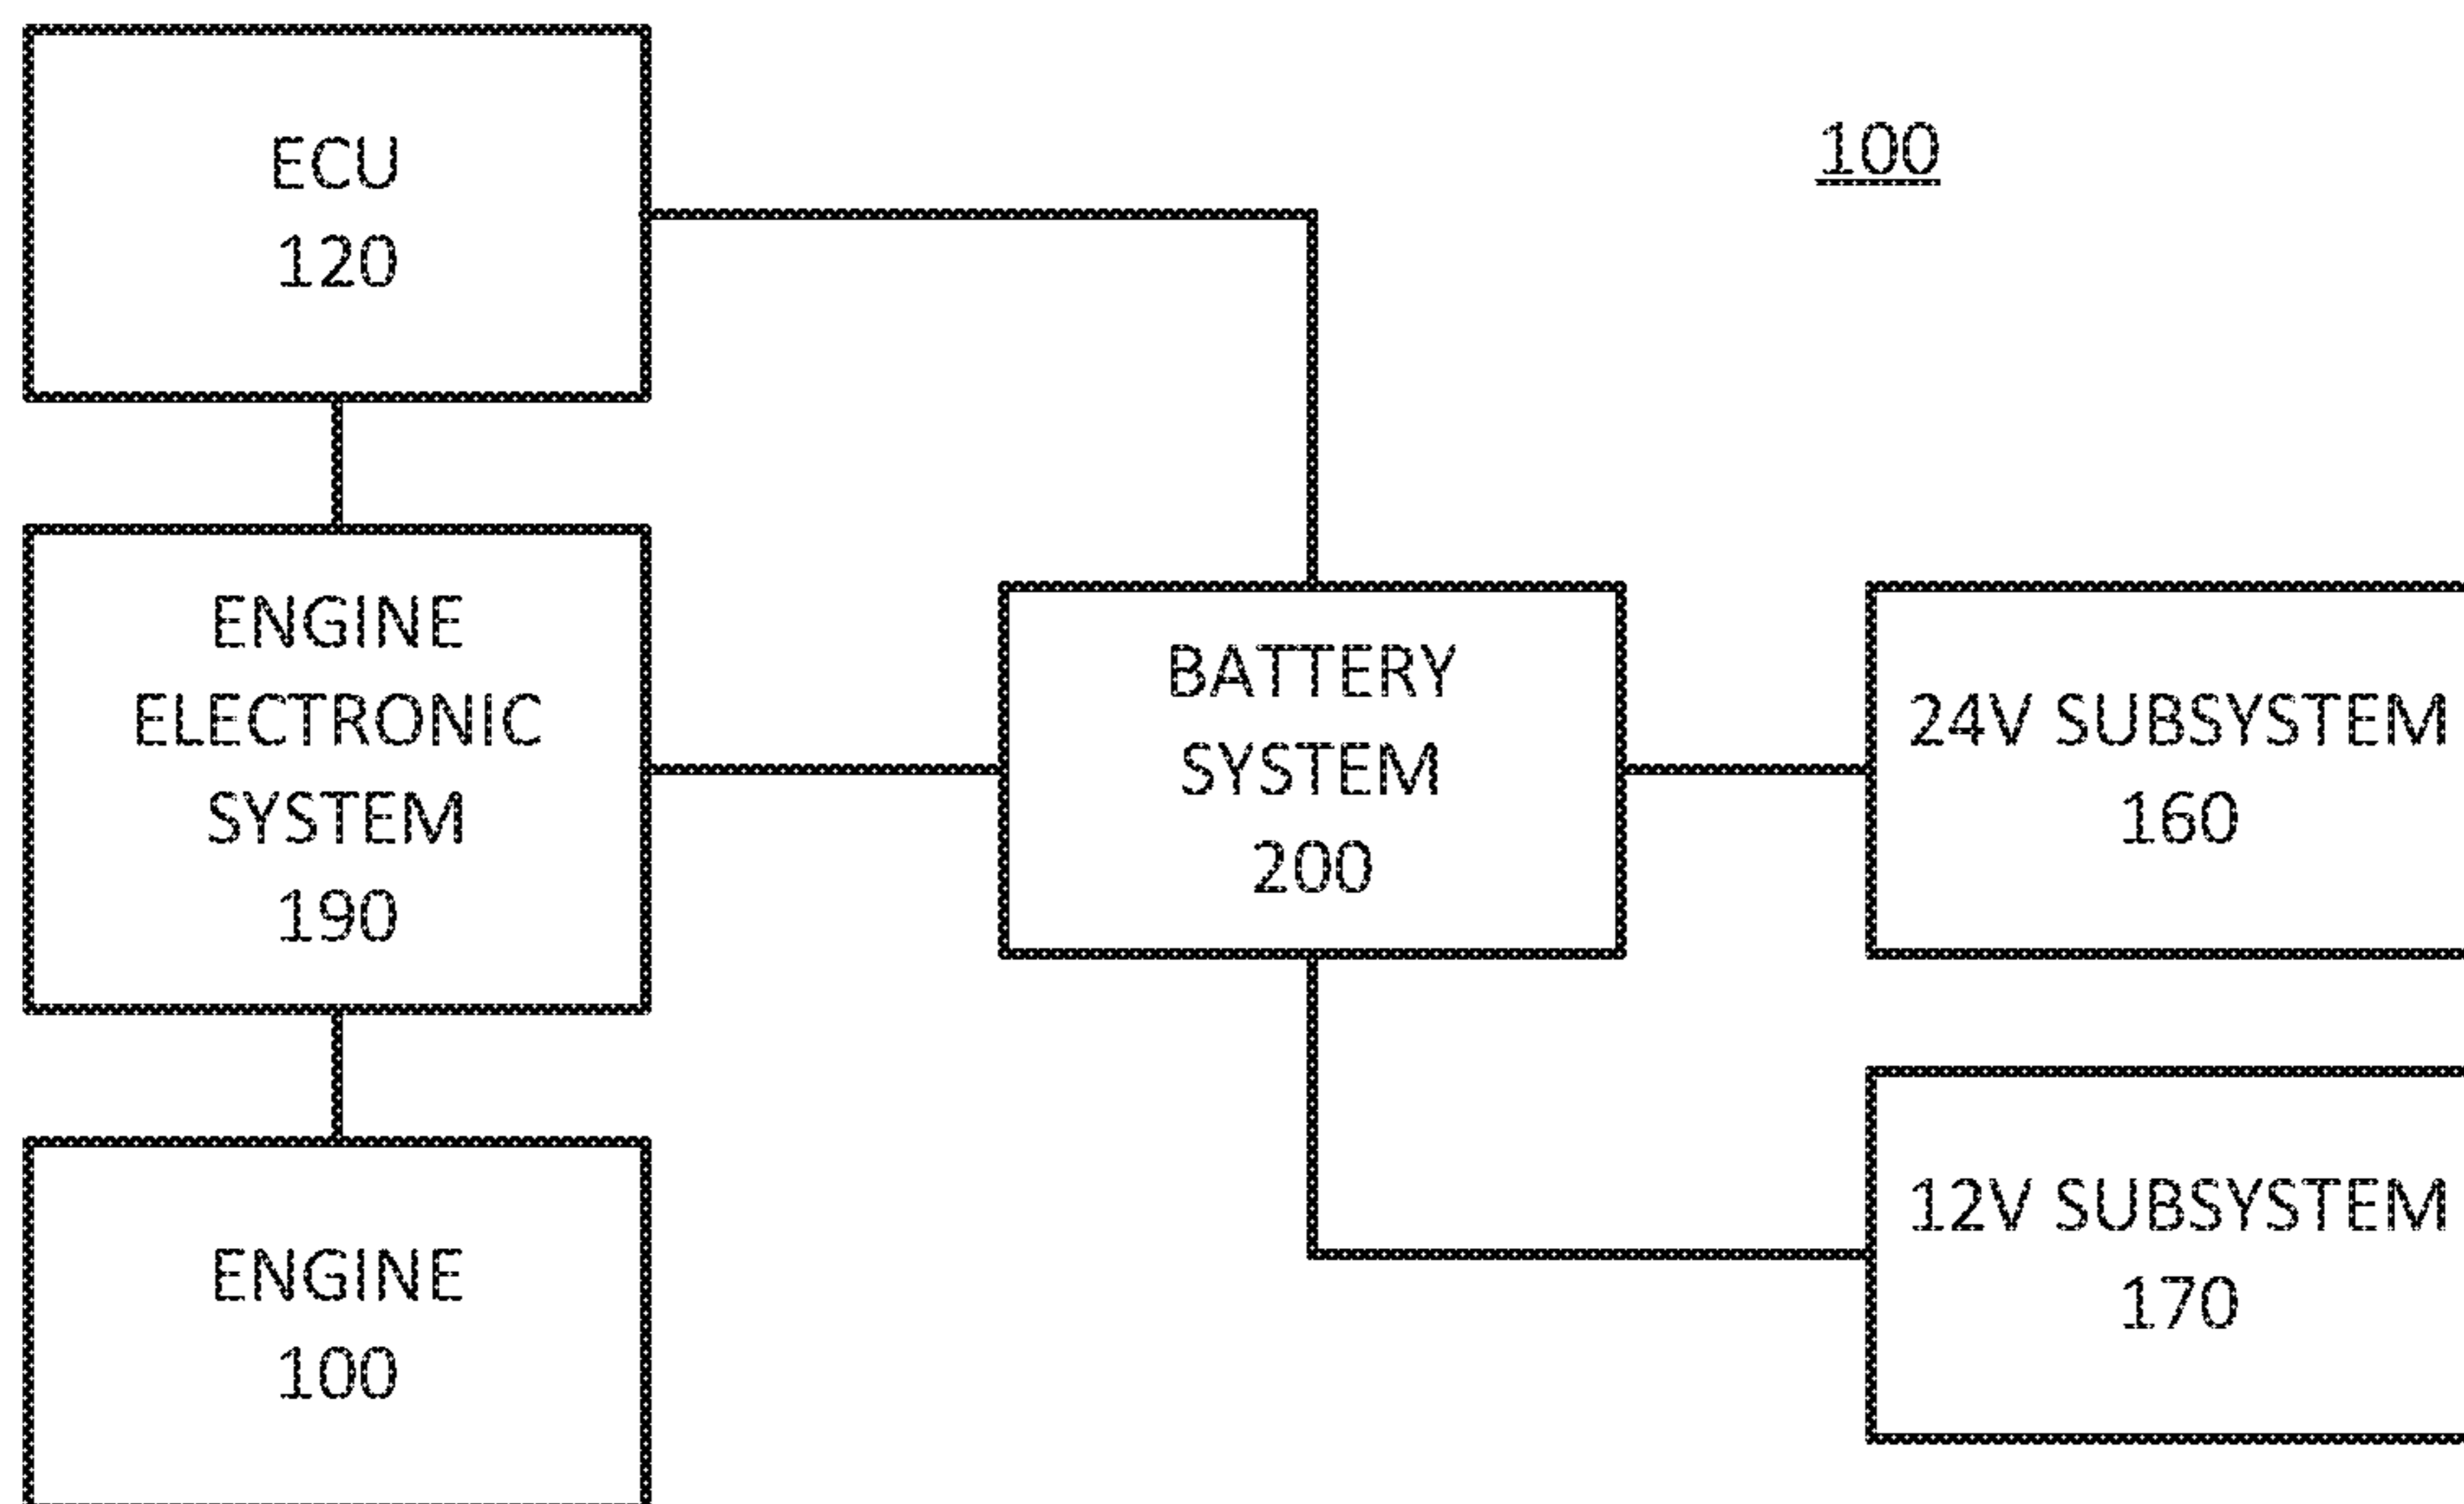 ECU
120
100
ENGINE
ELECTRONIC
SYSTEM
190
BATTERY
SYSTEM
200
24V SUBSYSTEM
160
12V SUBSYSTEM
170
ENGINE
100